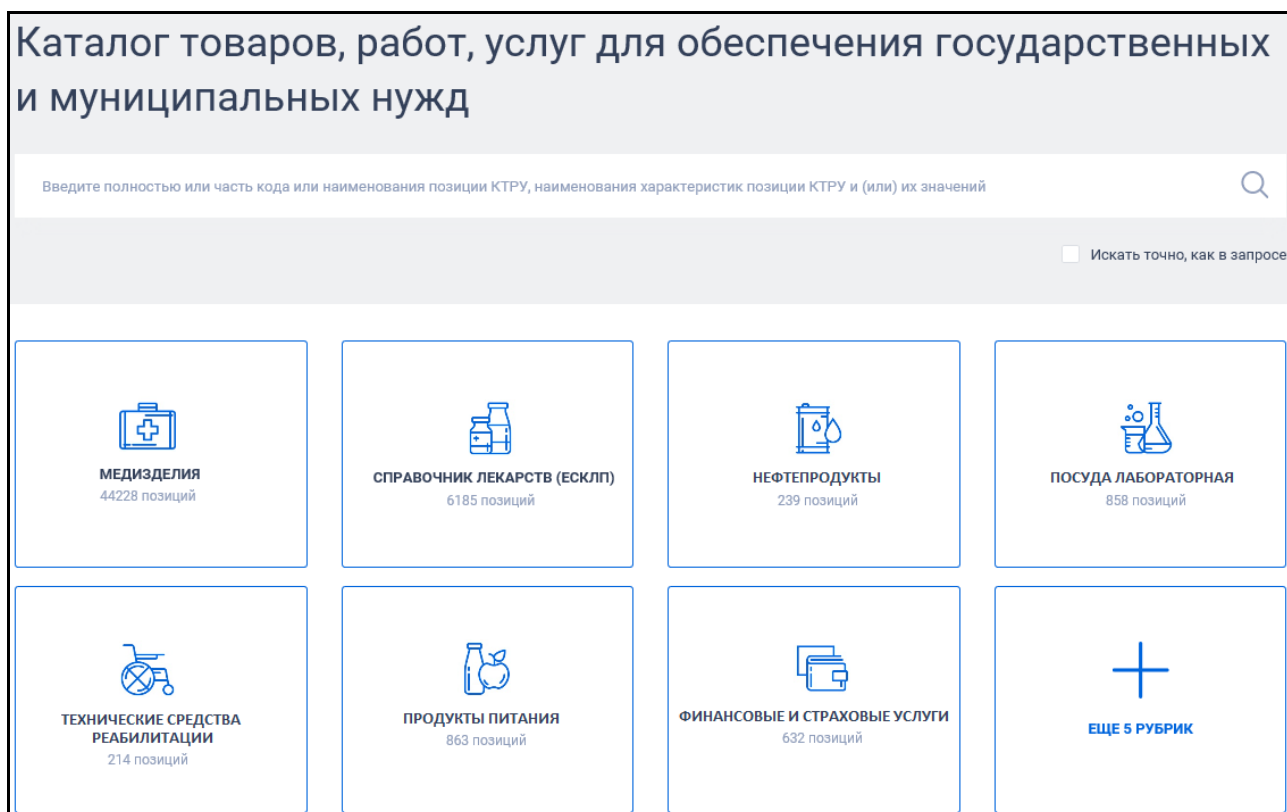 Каталог товаров, работ, услуг для обеспечения государственных
и муниципальных нужд
Введите полностью или часть кода или наименования позиции КТРУ, наименования характеристик позиции КТРУ и (или) их значений
Искать точно, как в запросе
МЕДИЗДЕЛИЯ
44228 позиций
СПРАВОЧНИК ЛЕКАРСТВ (ЕСКЛП)
6185 позиций
НЕФТЕПРОДУКТЫ
239 позиций
ПОСУДА ЛАБОРАТОРНАЯ
858 позиций
ТЕХНИЧЕСКИЕ СРЕДСТВА
РЕАБИЛИТАЦИИ
214 позиций
ПРОДУКТЫ ПИТАНИЯ
863 позиций
ФИНАНСОВЫЕ И СТРАХОВЫЕ УСЛУГИ
632 позиций
ЕЩЕ 5 РУБРИК